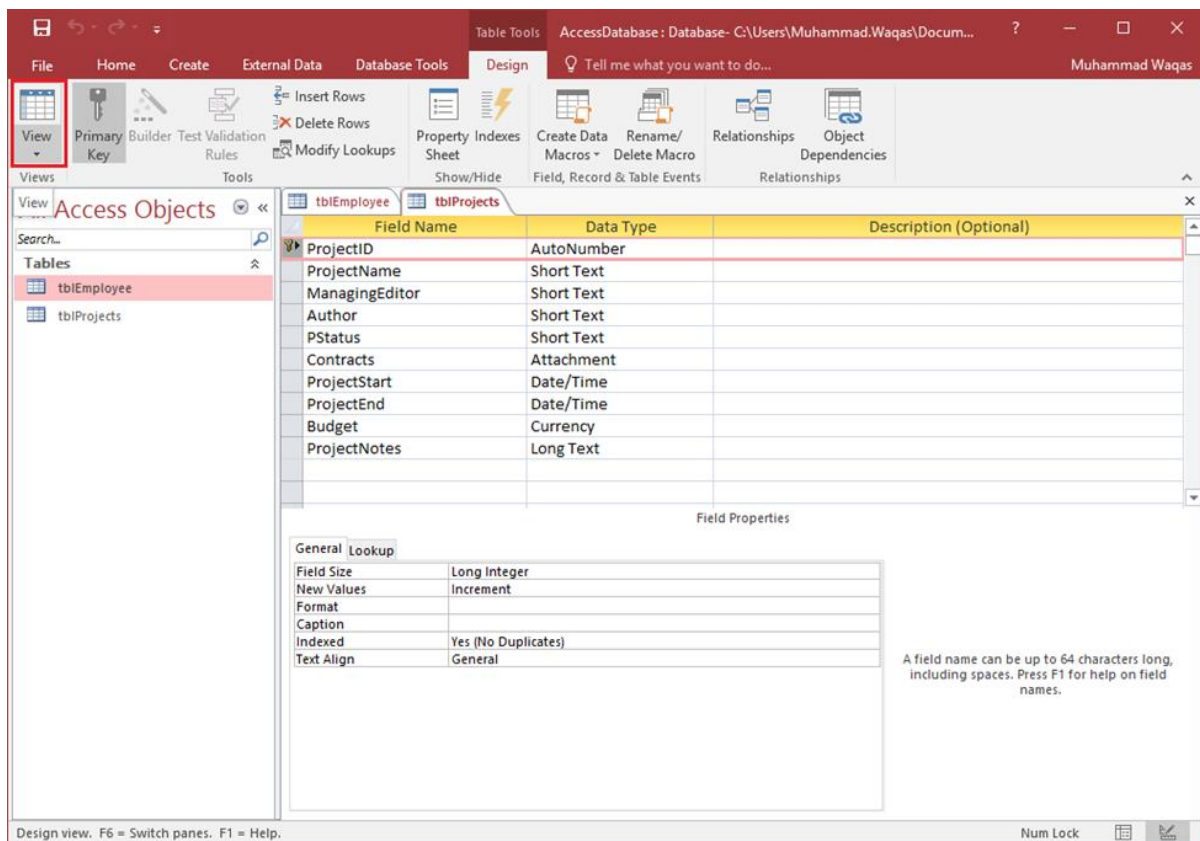 Table Tools AccessDatabase : Database- C:\Users\Muhammad.Waqas\Docum... ?
File Home Create External Data Database Tools Design Tell me what you want to do... Muhammad Waqas
View Primary Key Builder Test Validation Rules
Insert Rows
Delete Rows
Modify Lookups
Property Sheet Indexes Create Data Macros Rename/ Delete Macro Relationships Object Dependencies
Views Tools Show/Hide Field, Record & Table Events Relationships
View
Access Objects «
Search...
Tables
tblEmployee
tblProjects
tblEmployee tblProjects
Field Name Data Type Description (Optional)
ProjectID AutoNumber
ProjectName Short Text
ManagingEditor Short Text
Author Short Text
PStatus Short Text
Contracts Attachment
ProjectStart Date/Time
ProjectEnd Date/Time
Budget Currency
ProjectNotes Long Text
Field Properties
General Lookup
Field Size Long Integer
New Values Increment
Format
Caption
Indexed Yes (No Duplicates)
Text Align General
A field name can be up to 64 characters long,
including spaces. Press F1 for help on field
names.
Design view. F6 = Switch panes. F1 = Help. Num Lock